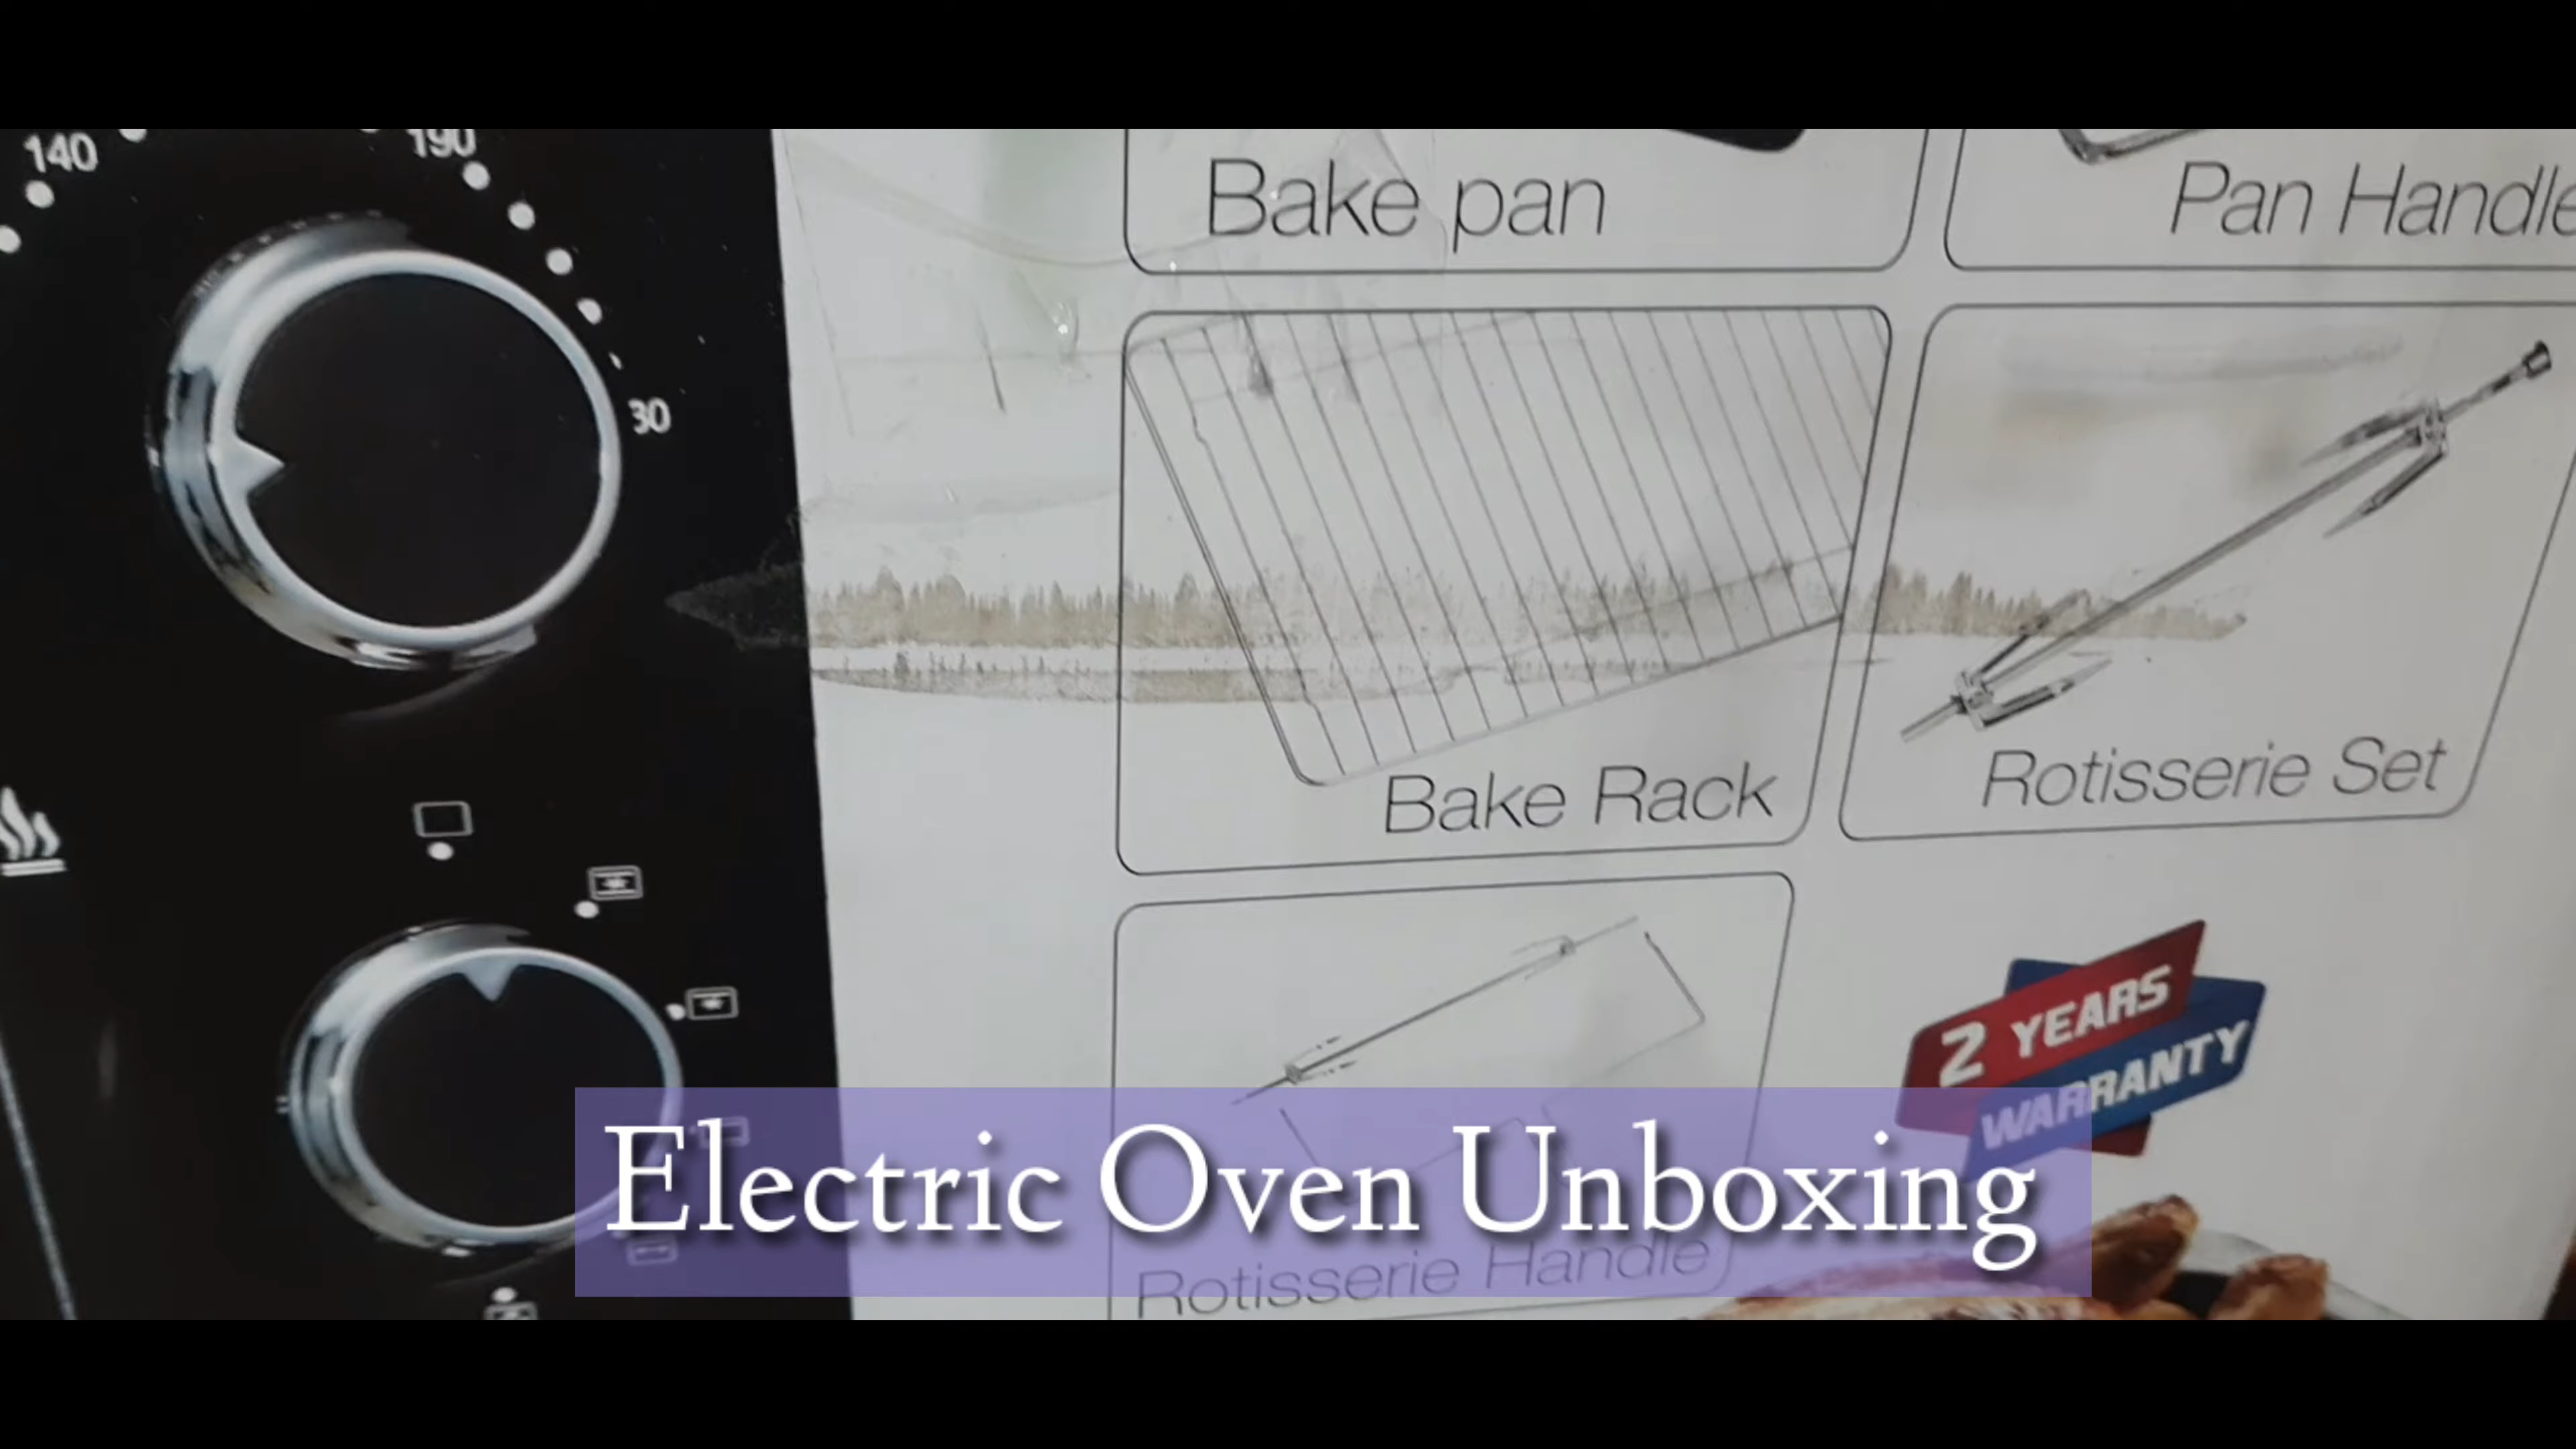 140
190
30
Bake pan
Pan Handle
Bake Rack
Rotisserie Set
2 YEARS
WARRANTY
Rotisserie Handle
Electric Oven Unboxing